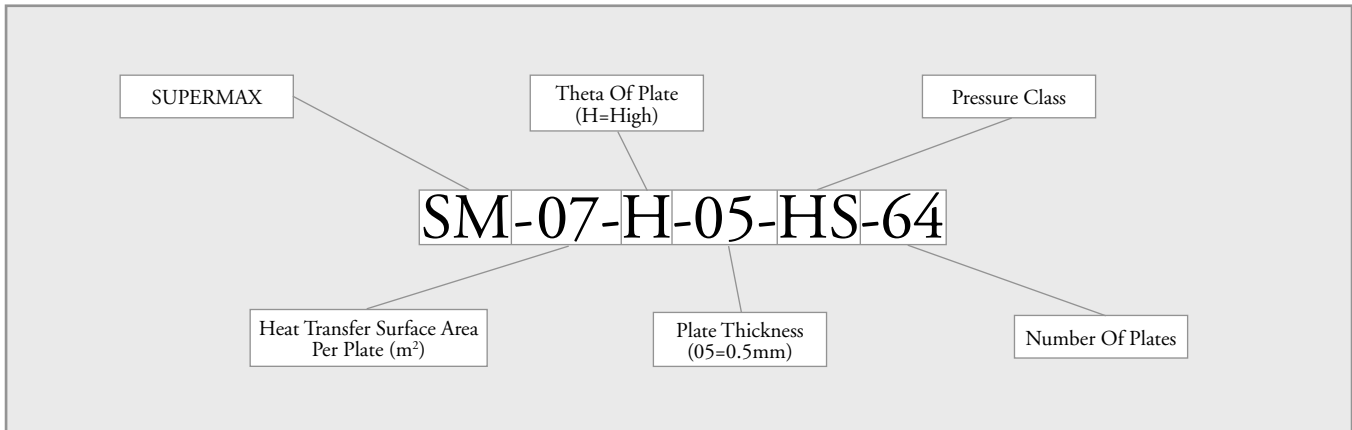 SUPERMAX
Theta Of Plate
(H=High)
Pressure Class
SM-07-H-05-HS-64
Heat Transfer Surface Area
Per Plate (m²)
Plate Thickness
(05=0.5mm)
Number Of Plates